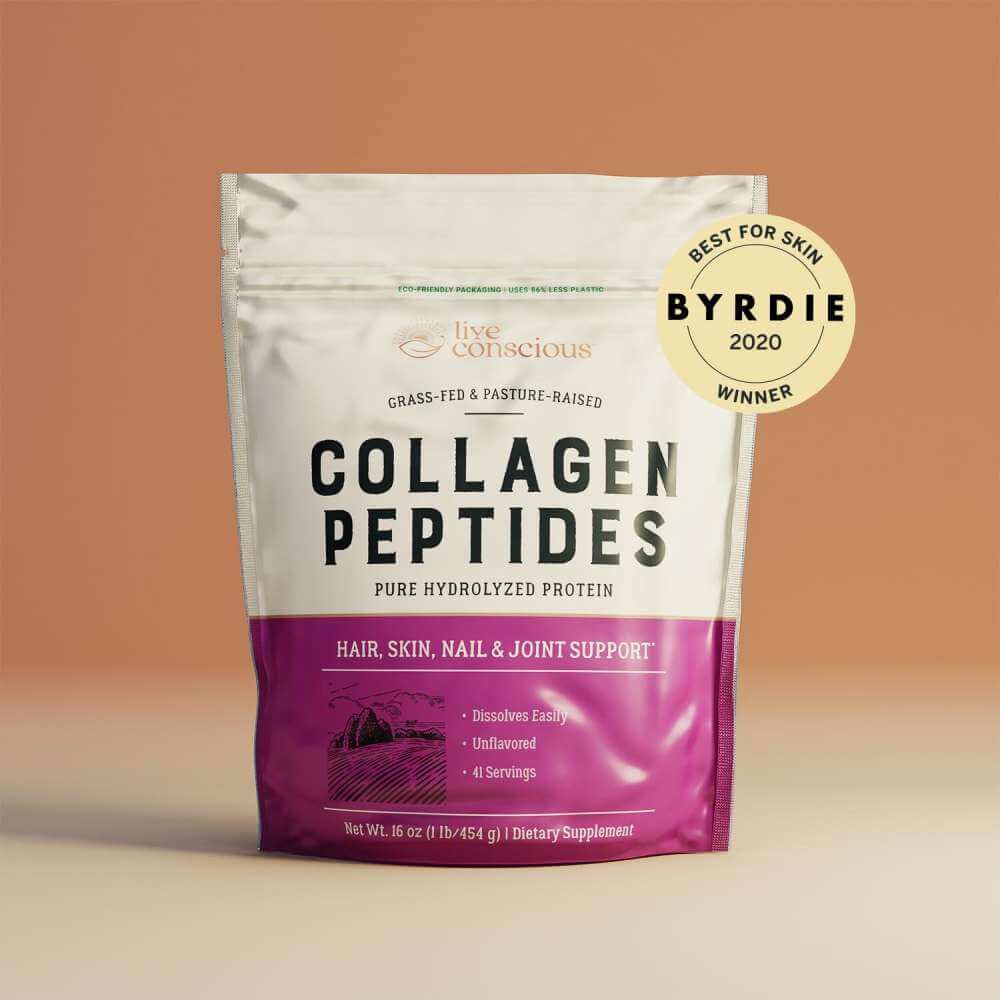 ECO-FRIENDLY PACKAGING | USES 86% LESS PLASTIC
live
conscious
GRASS-FED & PASTURE-RAISED
COLLAGEN
PEPTIDES
PURE HYDROLYZED PROTEIN
HAIR, SKIN, NAIL & JOINT SUPPORT*
• Dissolves Easily
• Unflavored
• 41 Servings
Net Wt. 16 oz (1 lb/454 g) | Dietary Supplement
BEST FOR SKIN
BYRDIE
2020
WINNER